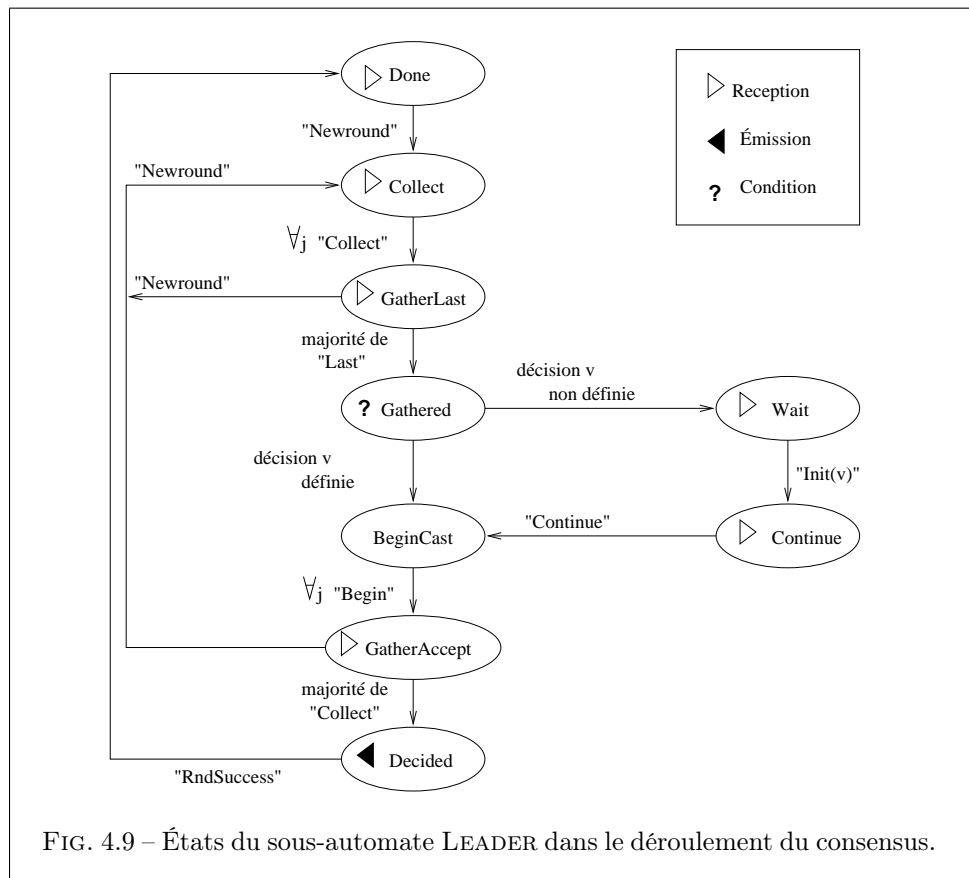 Done
Reception
"Newround"
Émission
"Newround"
Collect
? Condition
∀j "Collect"
"Newround"
GatherLast
majorité de
"Last"
décision v
non définie
? Gathered
Wait
décision v
définie
"Init(v)"
"Continue"
BeginCast
Continue
∀j "Begin"
GatherAccept
majorité de
"Collect"
Decided
"RndSuccess"
FIG. 4.9 – États du sous-automate LEADER dans le déroulement du consensus.